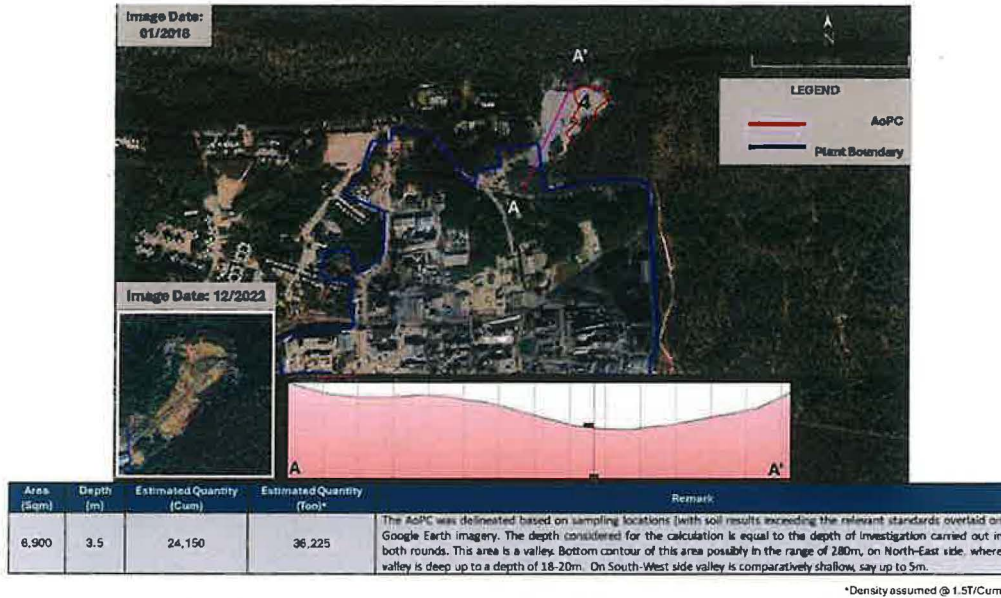 Image Date:
01/2018
A'
N
A
LEGEND
AoPC
Plant Boundary
A
Image Date: 12/2022
A
A'
Area
(Sqm)
Depth
(m)
Estimated Quantity
(Cum)
Estimated Quantity
(Ton)*
Remark
6,900
3.5
24,150
36,225
The AoPC was delineated based on sampling locations (with soil results exceeding the relevant standards overlaid on
Google Earth imagery. The depth considered for the calculation is equal to the depth of investigation carried out in
both rounds. This area is a valley. Bottom contour of this area possibly in the range of 280m, on North-East side, where
valley is deep up to a depth of 18-20m. On South-West side valley is comparatively shallow, say up to 5m.
*Density assumed @ 1.5T/Cum